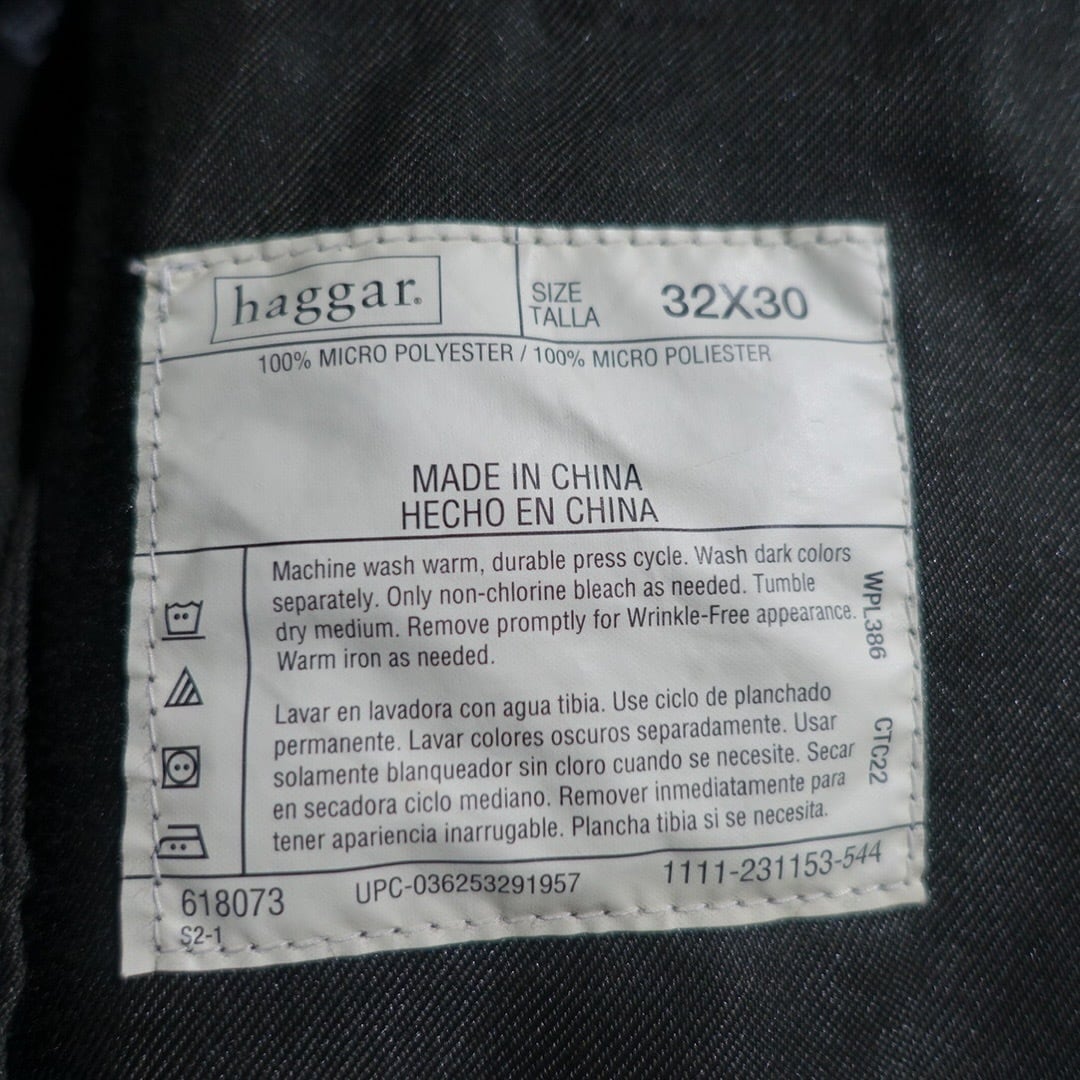 haggar.
SIZE
TALLA
32X30
100% MICRO POLYESTER / 100% MICRO POLIESTER
MADE IN CHINA
HECHO EN CHINA
Machine wash warm, durable press cycle. Wash dark colors
separately. Only non-chlorine bleach as needed. Tumble
dry medium. Remove promptly for Wrinkle-Free appearance.
Warm iron as needed.
Lavar en lavadora con agua tibia. Use ciclo de planchado
permanente. Lavar colores oscuros separadamente. Usar
solamente blanqueador sin cloro cuando se necesite. Secar
en secadora ciclo mediano. Remover inmediatamente para
tener apariencia inarrugable. Plancha tibia si se necesita.
WPL386
CTC22
618073
UPC-036253291957
1111-231153-544
S2-1